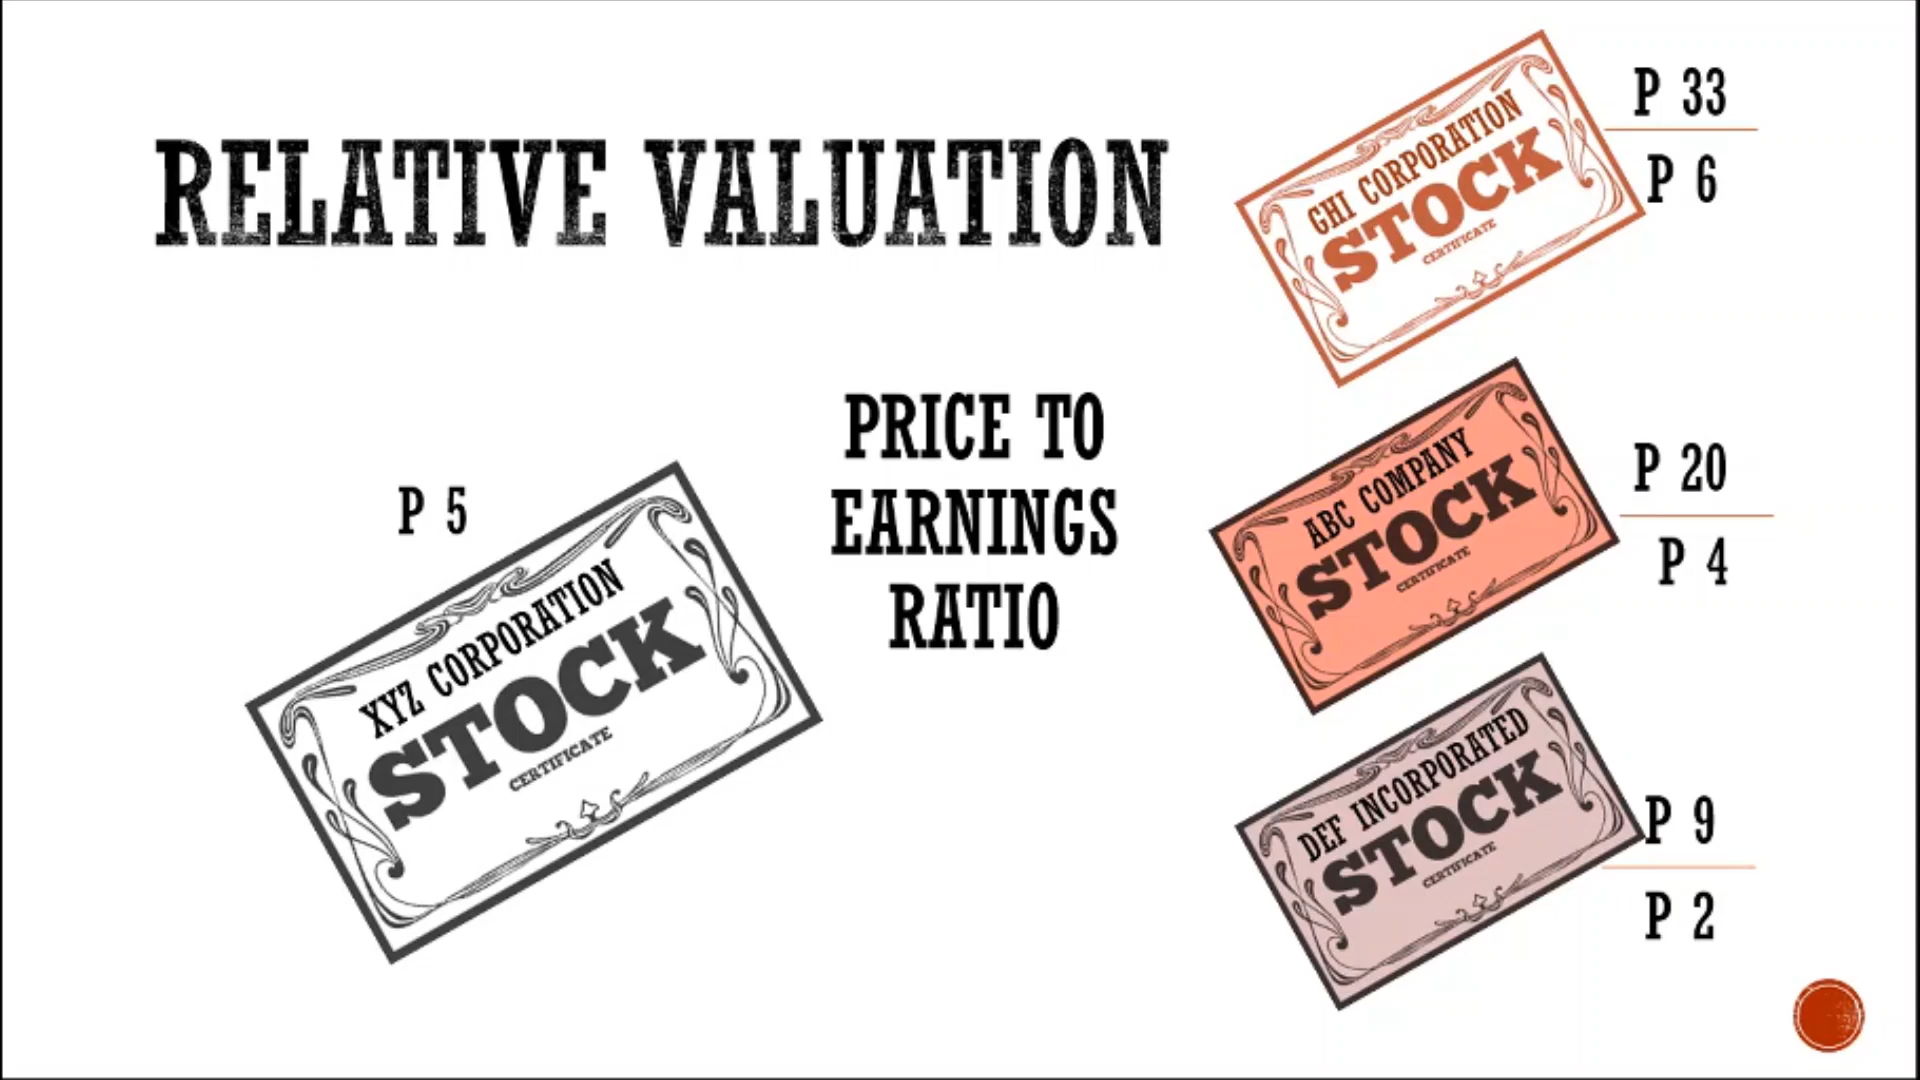 RELATIVE VALUATION
P 5
XYZ CORPORATION
STOCK
CERTIFICATE
PRICE TO
EARNINGS
RATIO
GHI CORPORATION
STOCK
CERTIFICATE
P 33
P 6
ABC COMPANY
STOCK
CERTIFICATE
P 20
P 4
DEF INCORPORATED
STOCK
CERTIFICATE
P 9
P 2